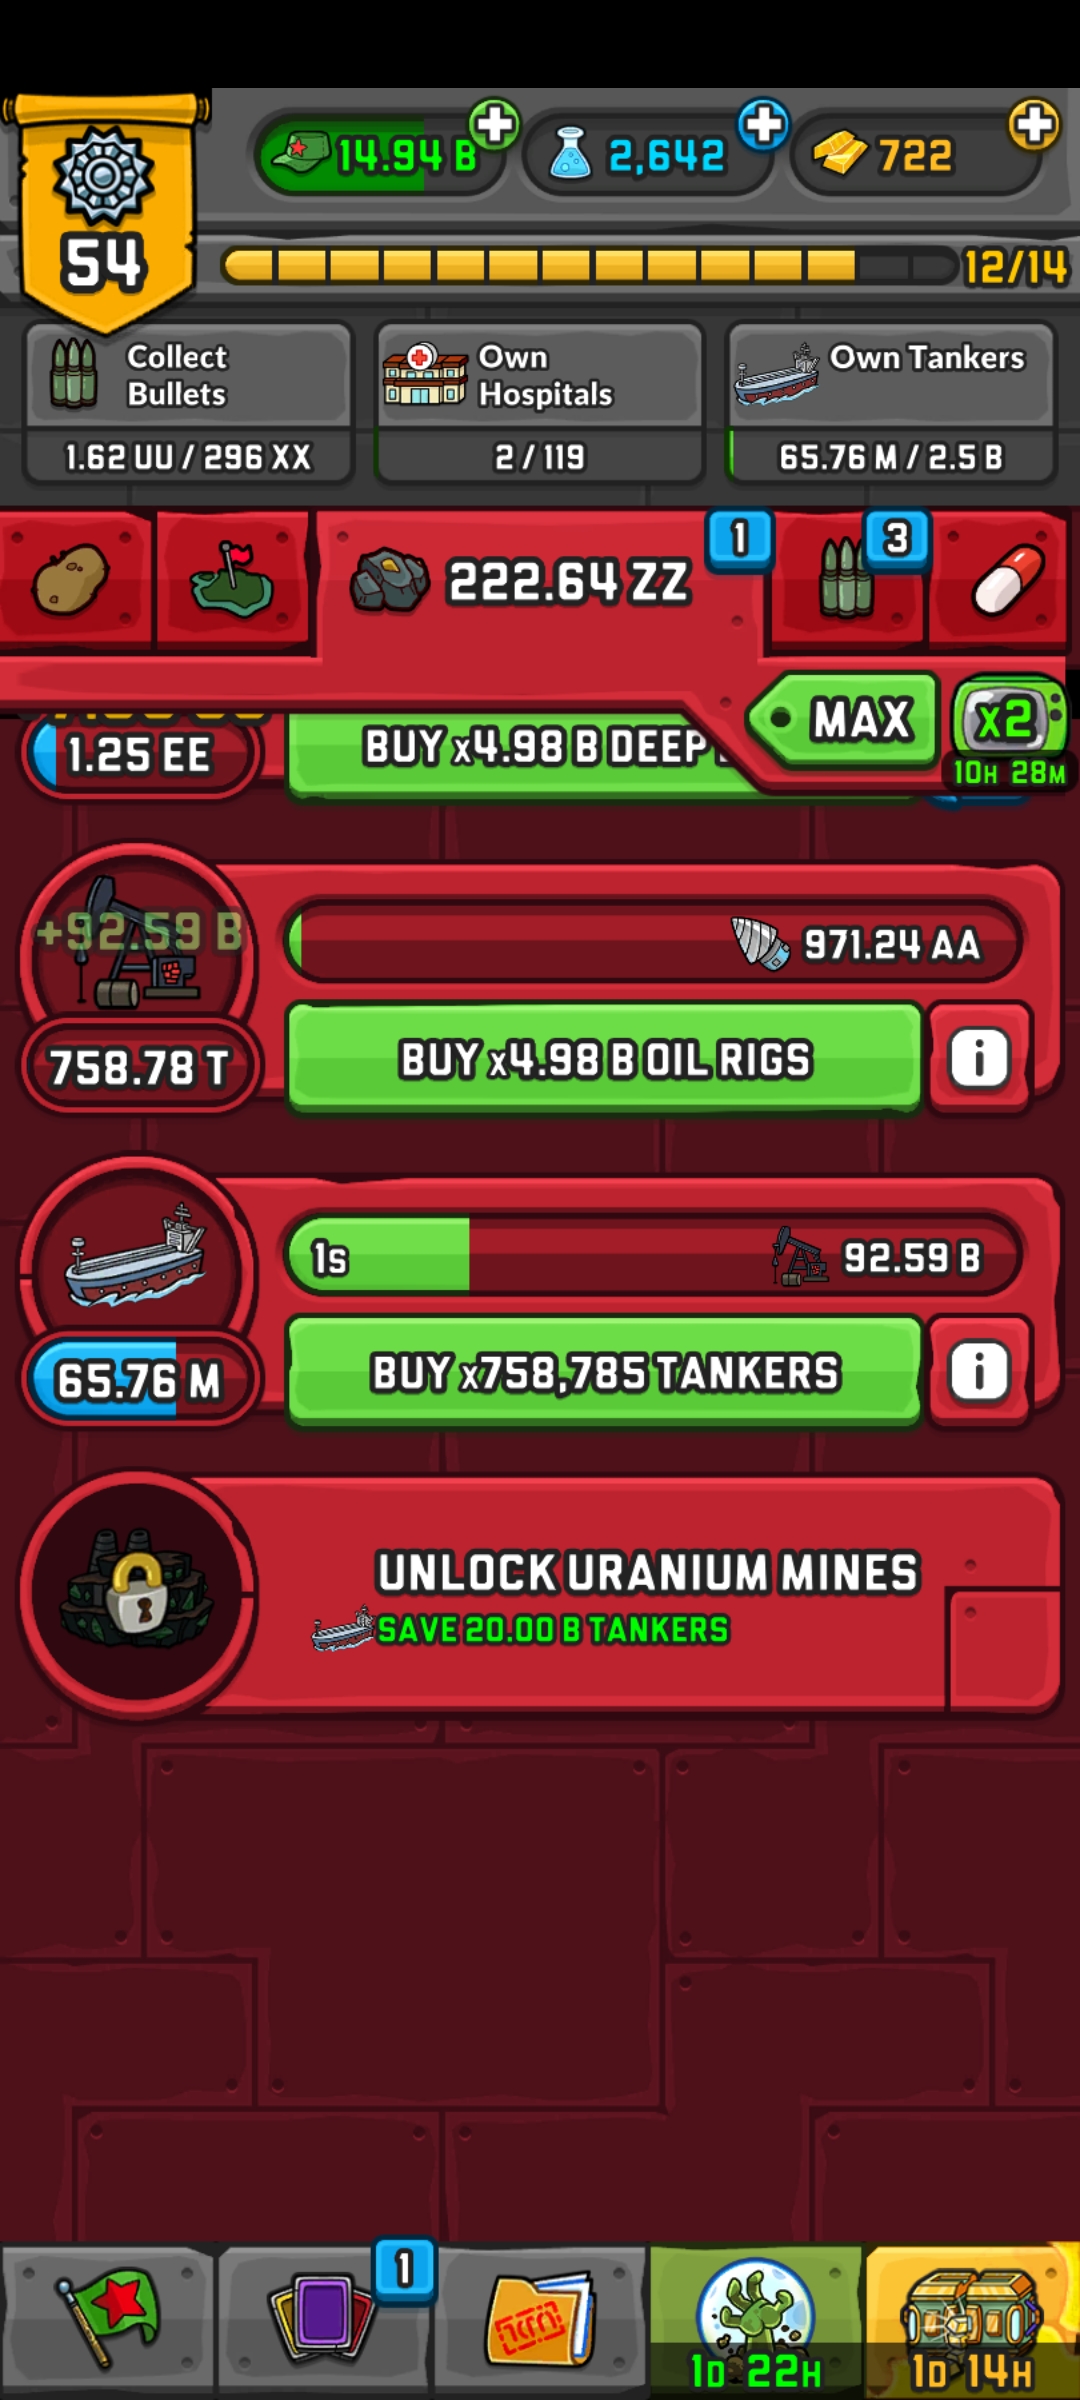 14.94 B
2,642
722
54
12/14
Collect
Bullets
1.62 UU / 296 XX
Own
Hospitals
2 / 119
Own Tankers
65.76 M / 2.5 B
222.64 ZZ
1
3
MAX
x2
10H 28M
1.25 EE
BUY x4.98 B DEEP
+92.59 B
971.24 AA
758.78 T
BUY x4.98 B OIL RIGS
i
1s
92.59 B
65.76 M
BUY x758,785 TANKERS
i
UNLOCK URANIUM MINES
SAVE 20.00 B TANKERS
1
1D 22H
1D 14H